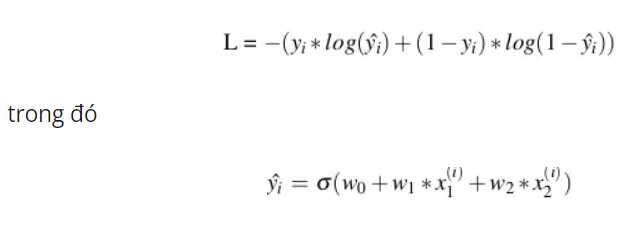 L = −(yᵢ * log(ŷᵢ) + (1 − yᵢ) * log(1 − ŷᵢ))
trong đó
ŷᵢ = σ(w₀ + w₁ * x₁⁽ⁱ⁾ + w₂ * x₂⁽ⁱ⁾)